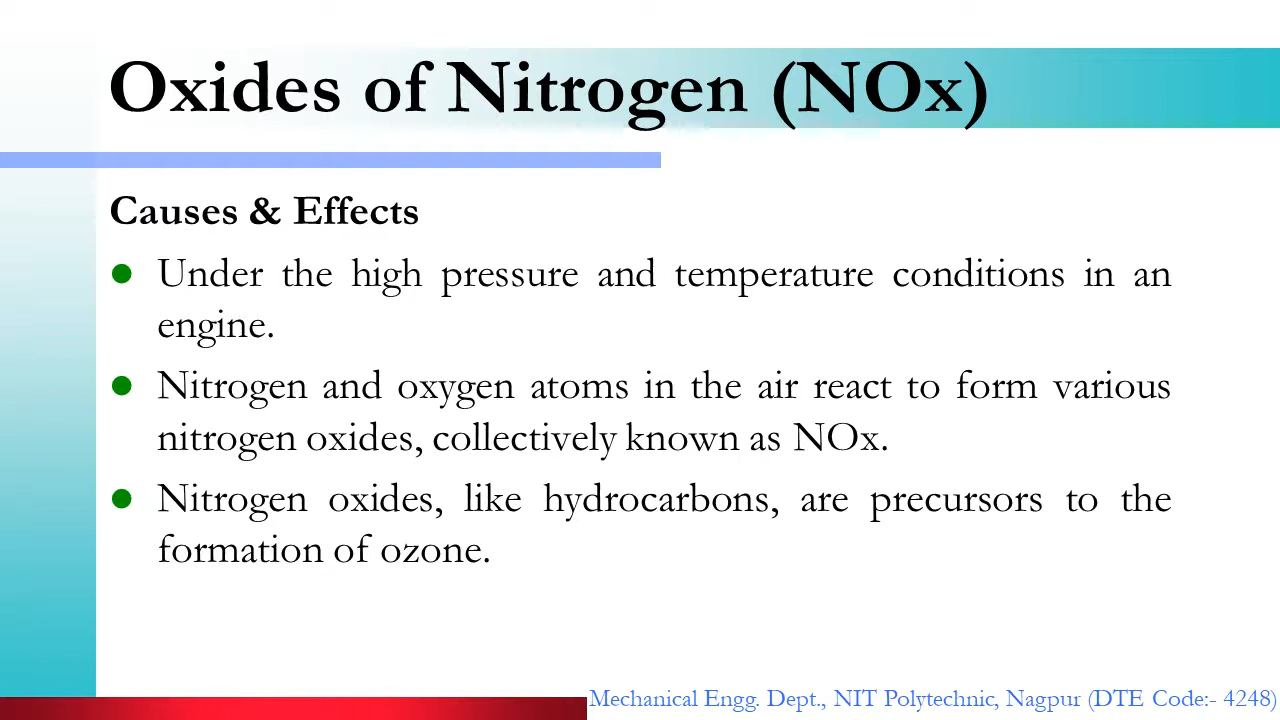 Oxides of Nitrogen (NOx)
Causes & Effects
Under the high pressure and temperature conditions in an
engine.
Nitrogen and oxygen atoms in the air react to form various
nitrogen oxides, collectively known as NOx.
Nitrogen oxides, like hydrocarbons, are precursors to the
formation of ozone.
Mechanical Engg. Dept., NIT Polytechnic, Nagpur (DTE Code:- 4248)